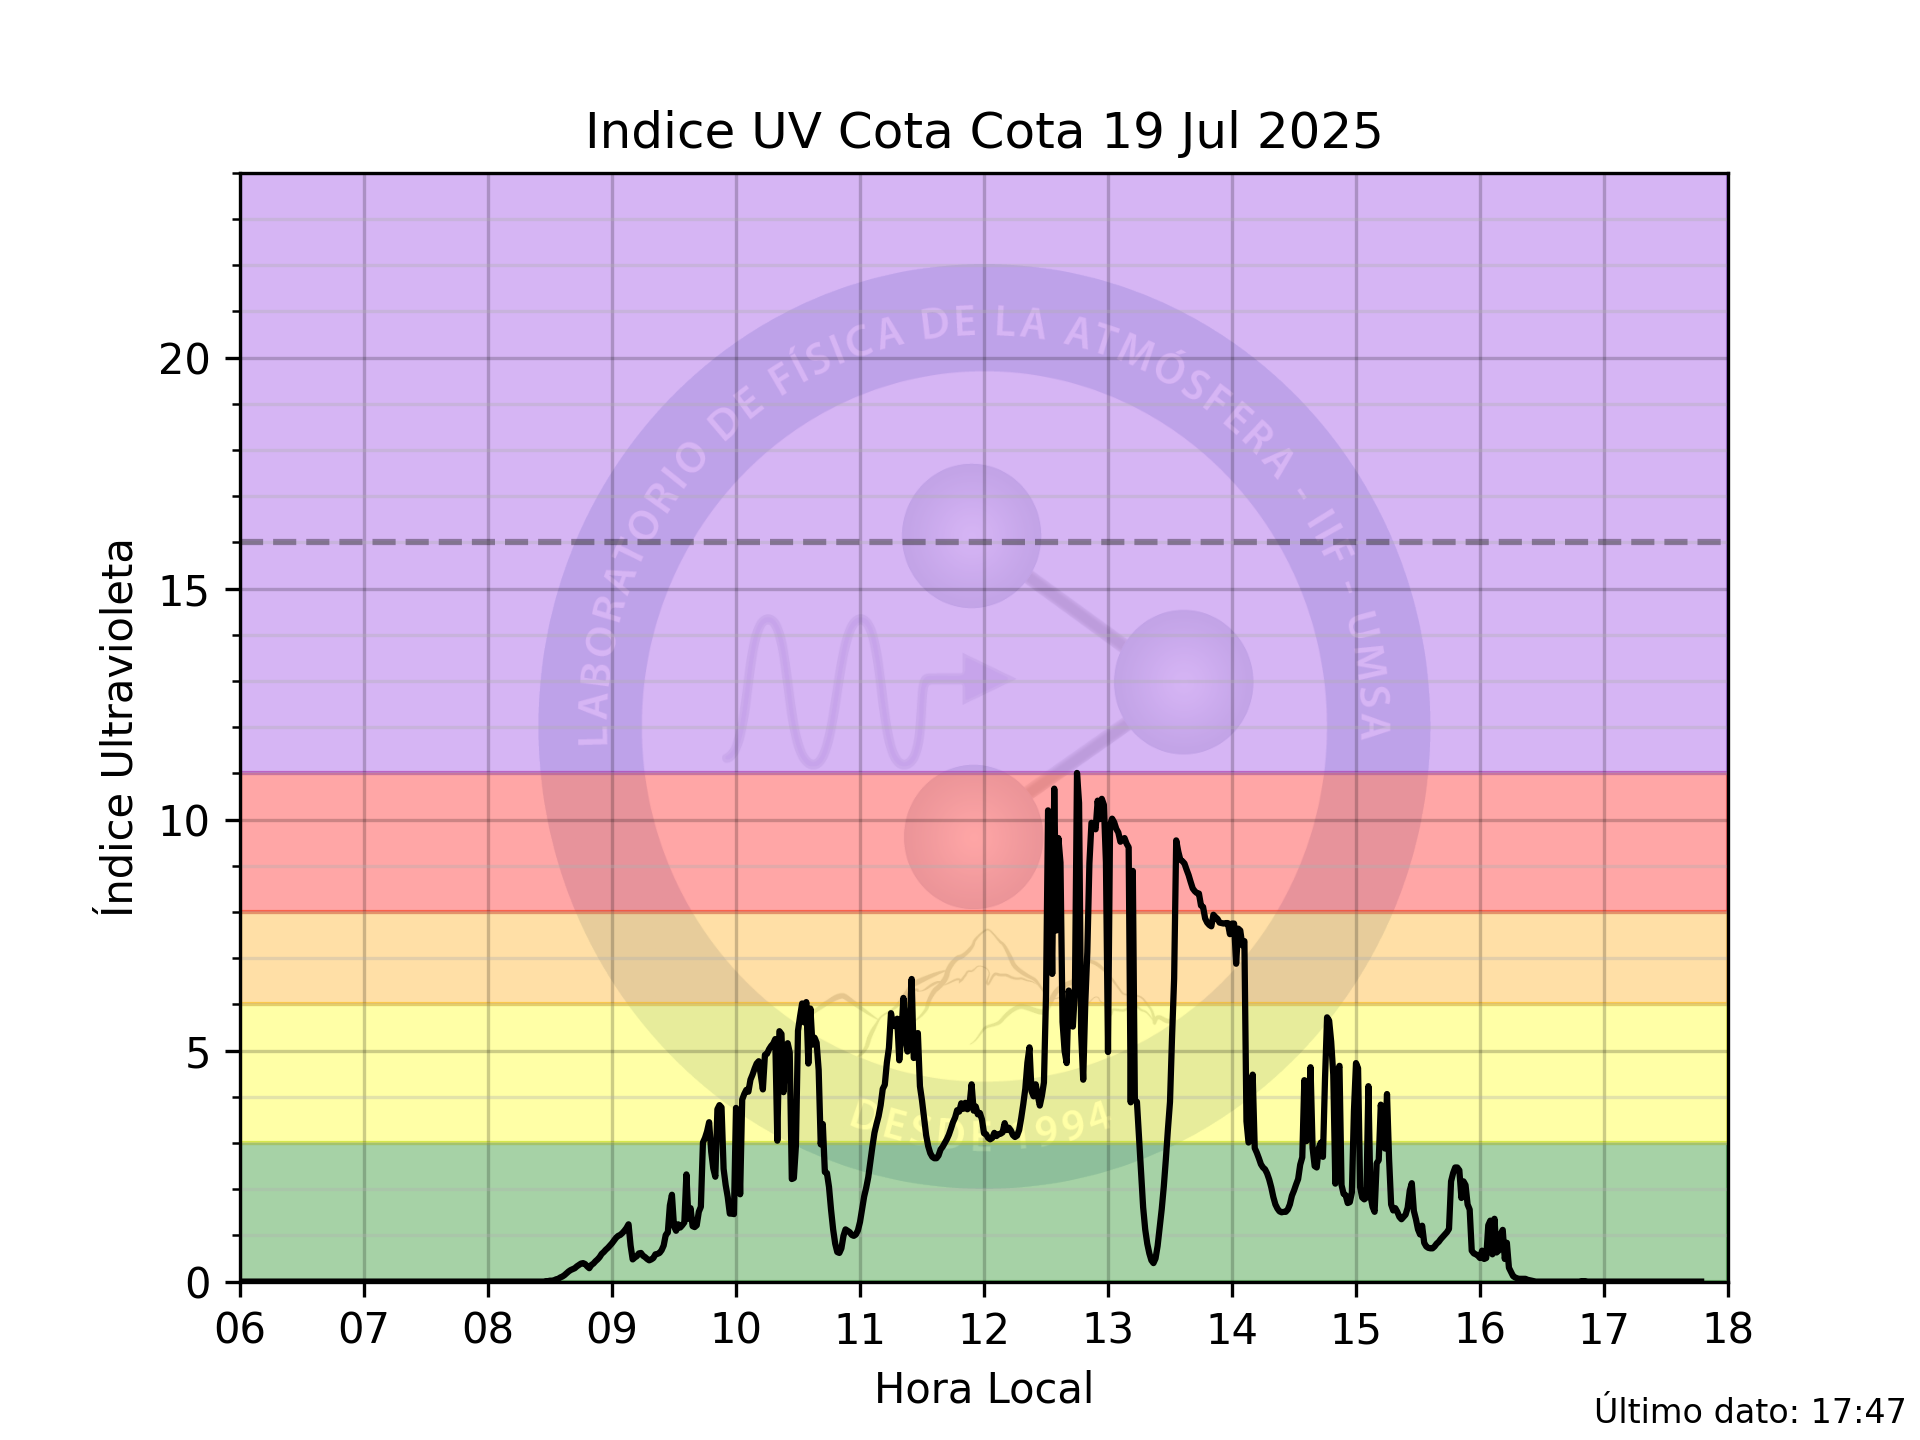 Indice UV Cota Cota 19 Jul 2025
Índice Ultravioleta
20
15
10
5
0
LABORATORIO DE FÍSICA DE LA ATMÓSFERA - IIF - UMSA
DESDE 1994
06 07 08 09 10 11 12 13 14 15 16 17 18
Hora Local
Último dato: 17:47